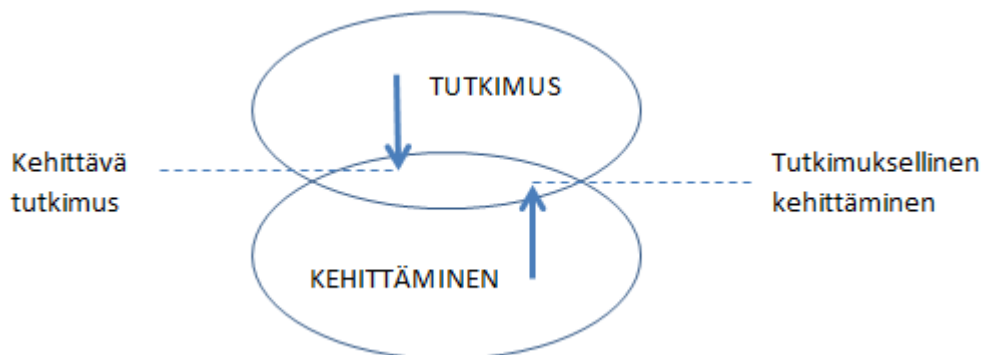 TUTKIMUS
Kehittävä
tutkimus
Tutkimuksellinen
kehittäminen
KEHITTÄMINEN